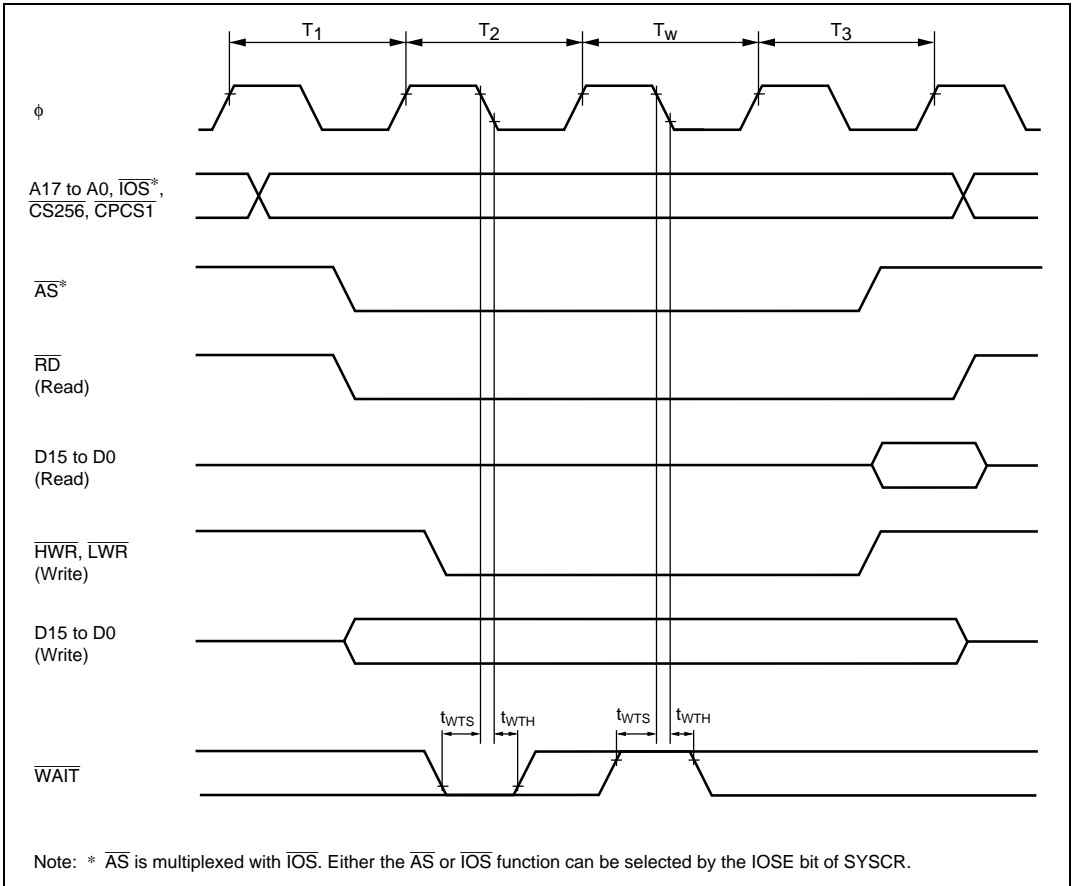 T1 T2 TW T3
ϕ
A17 to A0, IOS*,
CS256, CPCS1
AS*
RD
(Read)
D15 to D0
(Read)
HWR, LWR
(Write)
D15 to D0
(Write)
tWTS tWTH tWTS tWTH
WAIT
Note: * AS is multiplexed with IOS. Either the AS or IOS function can be selected by the IOSE bit of SYSCR.